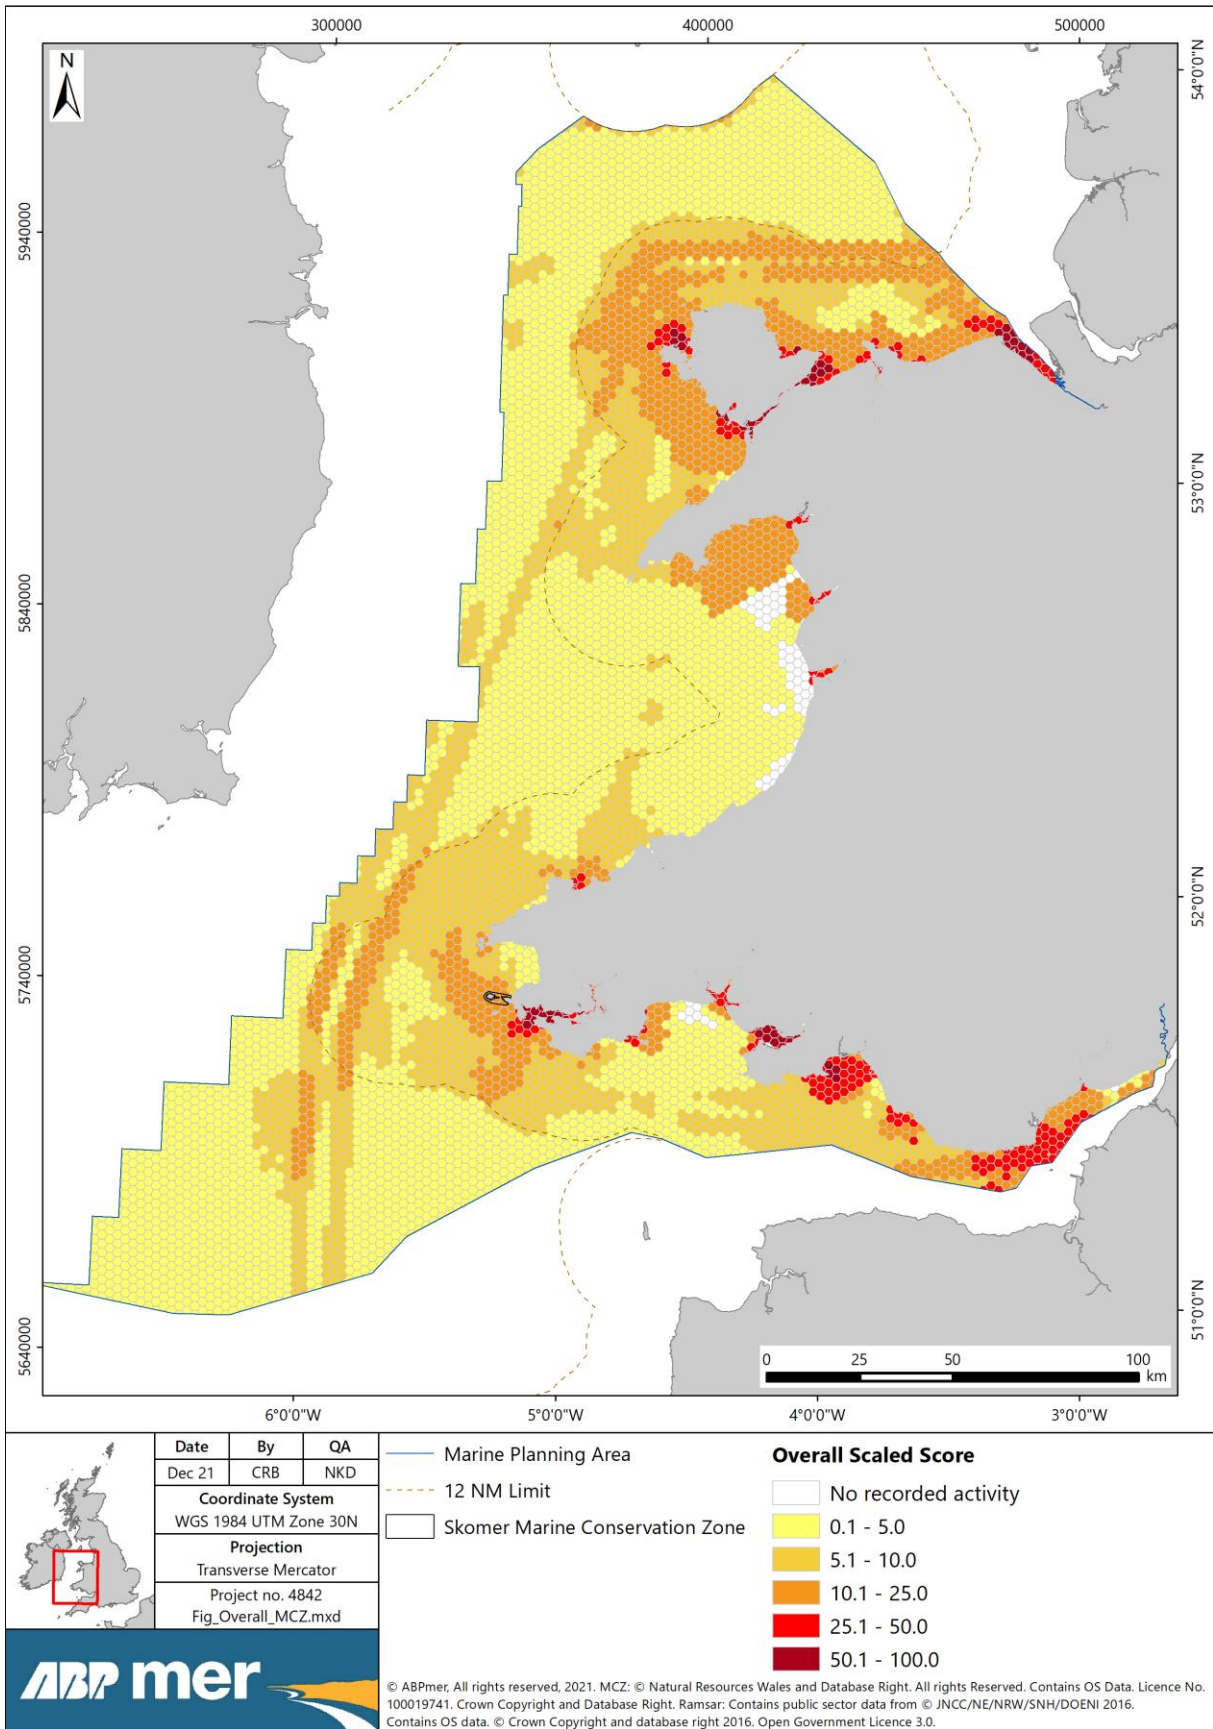 300000
400000
500000
N
54°0'0"N
5940000
53°0'0"N
5840000
52°0'0"N
5740000
51°0'0"N
5640000
0
25
50
100
km
6°0'0"W
5°0'0"W
4°0'0"W
3°0'0"W
Date
By
QA
Dec 21
CRB
NKD
Coordinate System
WGS 1984 UTM Zone 30N
Projection
Transverse Mercator
Project no. 4842
Fig_Overall_MCZ.mxd
ABPmer
Marine Planning Area
12 NM Limit
Skomer Marine Conservation Zone
Overall Scaled Score
No recorded activity
0.1 - 5.0
5.1 - 10.0
10.1 - 25.0
25.1 - 50.0
50.1 - 100.0
© ABPmer, All rights reserved, 2021. MCZ: © Natural Resources Wales and Database Right. All rights Reserved. Contains OS Data. Licence No.
100019741. Crown Copyright and Database Right. Ramsar: Contains public sector data from © JNCC/NE/NRW/SNH/DOENI 2016.
Contains OS data. © Crown Copyright and database right 2016. Open Government Licence 3.0.